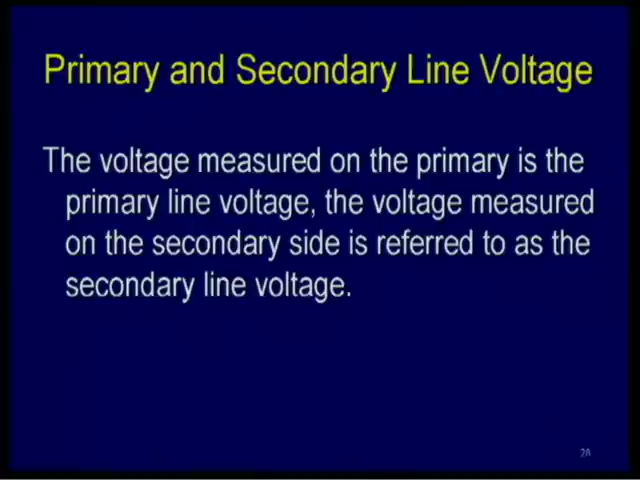 Primary and Secondary Line Voltage
The voltage measured on the primary is the
primary line voltage, the voltage measured
on the secondary side is referred to as the
secondary line voltage.
28